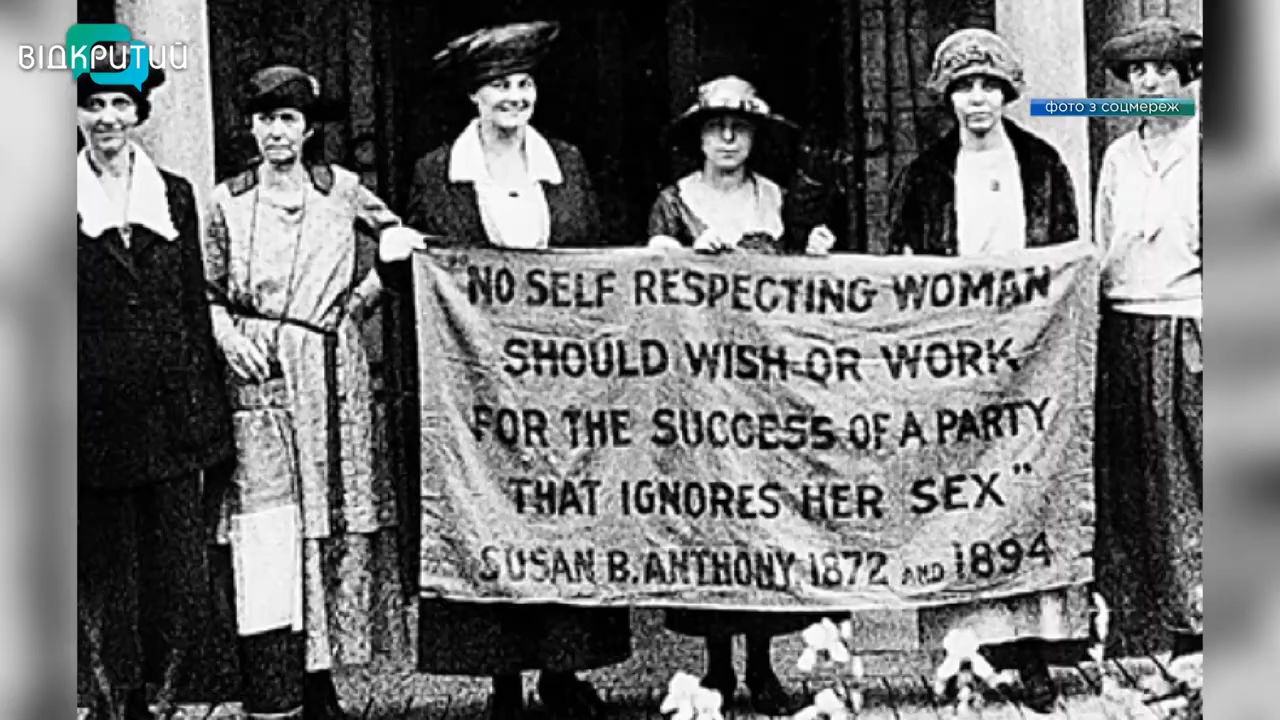 ВІДКРИТИЙ
фото з соцмереж
"NO SELF RESPECTING WOMAN
SHOULD WISH OR WORK
FOR THE SUCCESS OF A PARTY
THAT IGNORES HER SEX"
SUSAN B. ANTHONY 1872 AND 1894